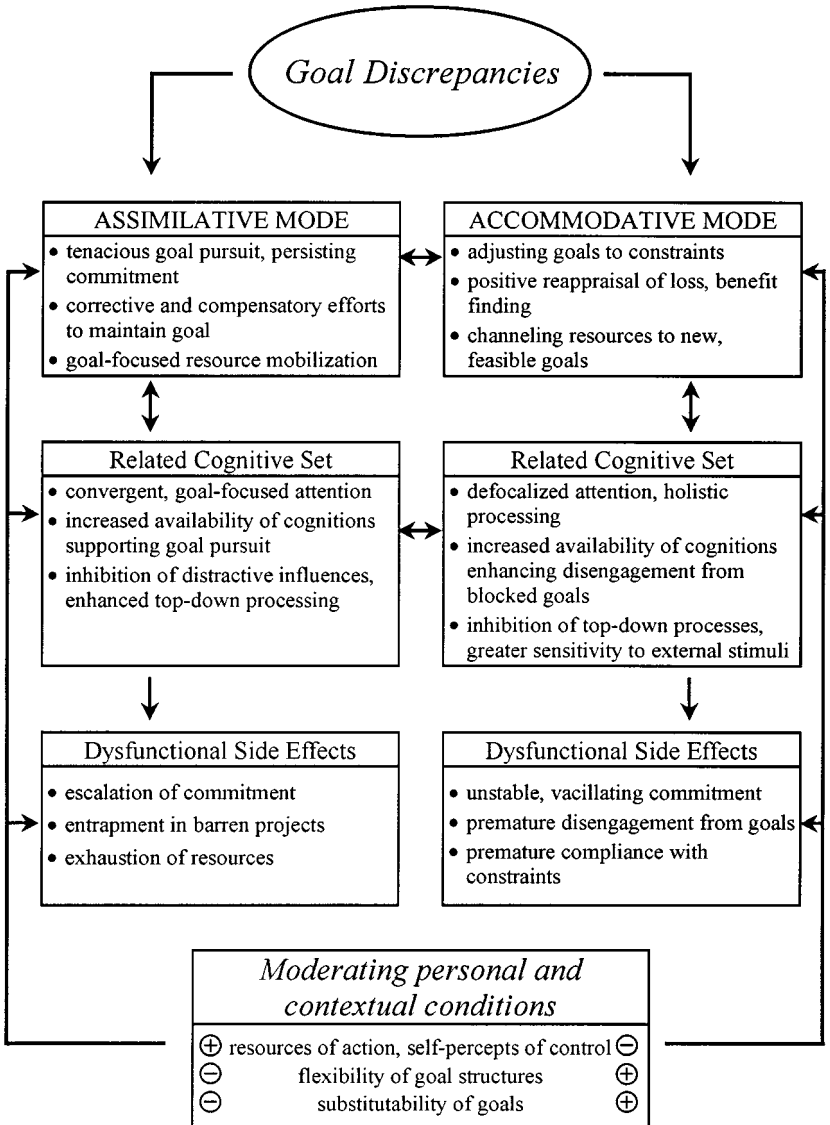 Goal Discrepancies
ASSIMILATIVE MODE
• tenacious goal pursuit, persisting
commitment
• corrective and compensatory efforts
to maintain goal
• goal-focused resource mobilization
ACCOMMODATIVE MODE
• adjusting goals to constraints
• positive reappraisal of loss, benefit
finding
• channeling resources to new,
feasible goals
Related Cognitive Set
• convergent, goal-focused attention
• increased availability of cognitions
supporting goal pursuit
• inhibition of distractive influences,
enhanced top-down processing
Related Cognitive Set
• defocalized attention, holistic
processing
• increased availability of cognitions
enhancing disengagement from
blocked goals
• inhibition of top-down processes,
greater sensitivity to external stimuli
Dysfunctional Side Effects
• escalation of commitment
• entrapment in barren projects
• exhaustion of resources
Dysfunctional Side Effects
• unstable, vacillating commitment
• premature disengagement from goals
• premature compliance with
constraints
Moderating personal and
contextual conditions
⊕ resources of action, self-percepts of control ⊖
⊖ flexibility of goal structures ⊕
⊖ substitutability of goals ⊕